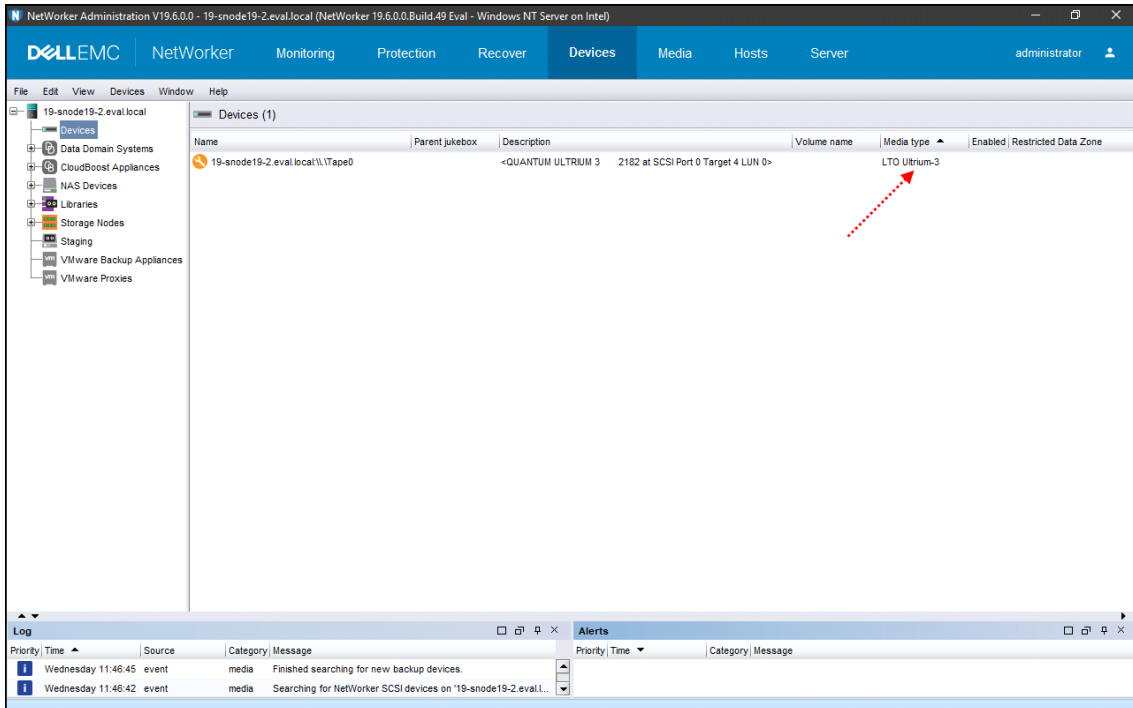 NetWorker Administration V19.6.0.0 - 19-snode19-2.eval.local (NetWorker 19.6.0.0.Build.49 Eval - Windows NT Server on Intel)
DELLEMC NetWorker Monitoring Protection Recover Devices Media Hosts Server administrator
File Edit View Devices Window Help
19-snode19-2.eval.local
Devices
Data Domain Systems
CloudBoost Appliances
NAS Devices
Libraries
Storage Nodes
Staging
VMware Backup Appliances
VMware Proxies
Devices (1)
Name Parent jukebox Description Volume name Media type Enabled Restricted Data Zone
19-snode19-2.eval.local:\\.\Tape0 <QUANTUM ULTRIUM 3 2182 at SCSI Port 0 Target 4 LUN 0> LTO Ultrium-3
Log
Priority Time Source Category Message
Wednesday 11:46:45 event media Finished searching for new backup devices.
Wednesday 11:46:42 event media Searching for NetWorker SCSI devices on '19-snode19-2.eval.l...
Alerts
Priority Time Category Message